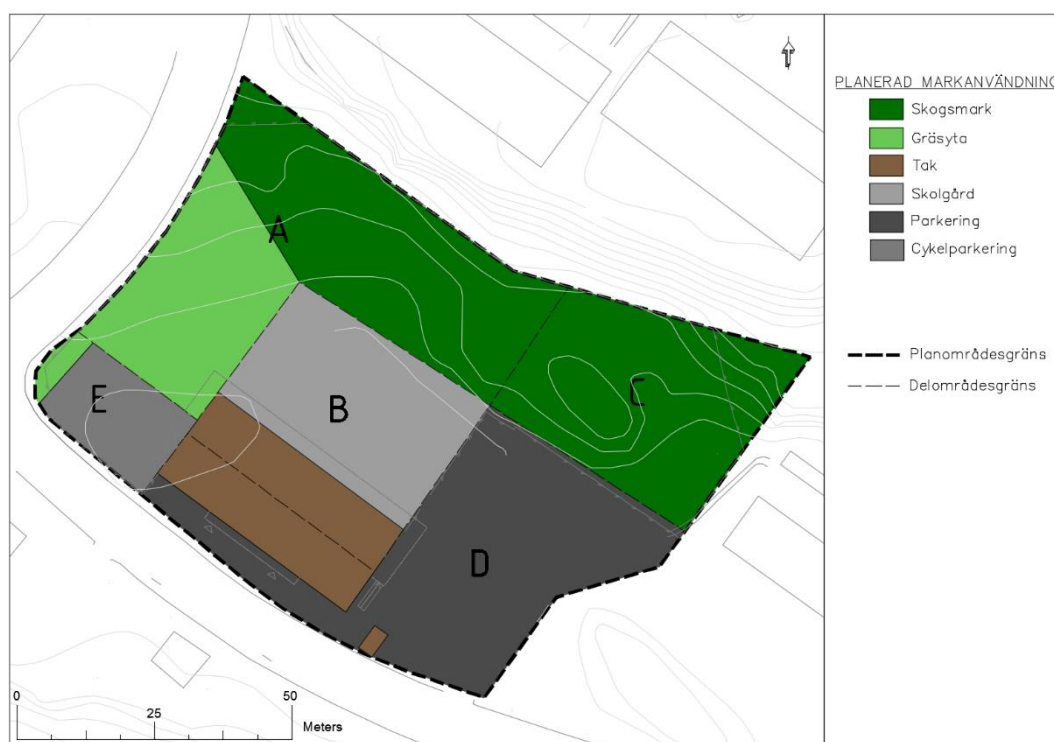 PLANERAD MARKANVÄNDNING
Skogsmark
Gräsyta
Tak
Skolgård
Parkering
Cykelparkering
Planområdesgräns
Delområdesgräns
A
B
C
D
E
0
25
50
Meters